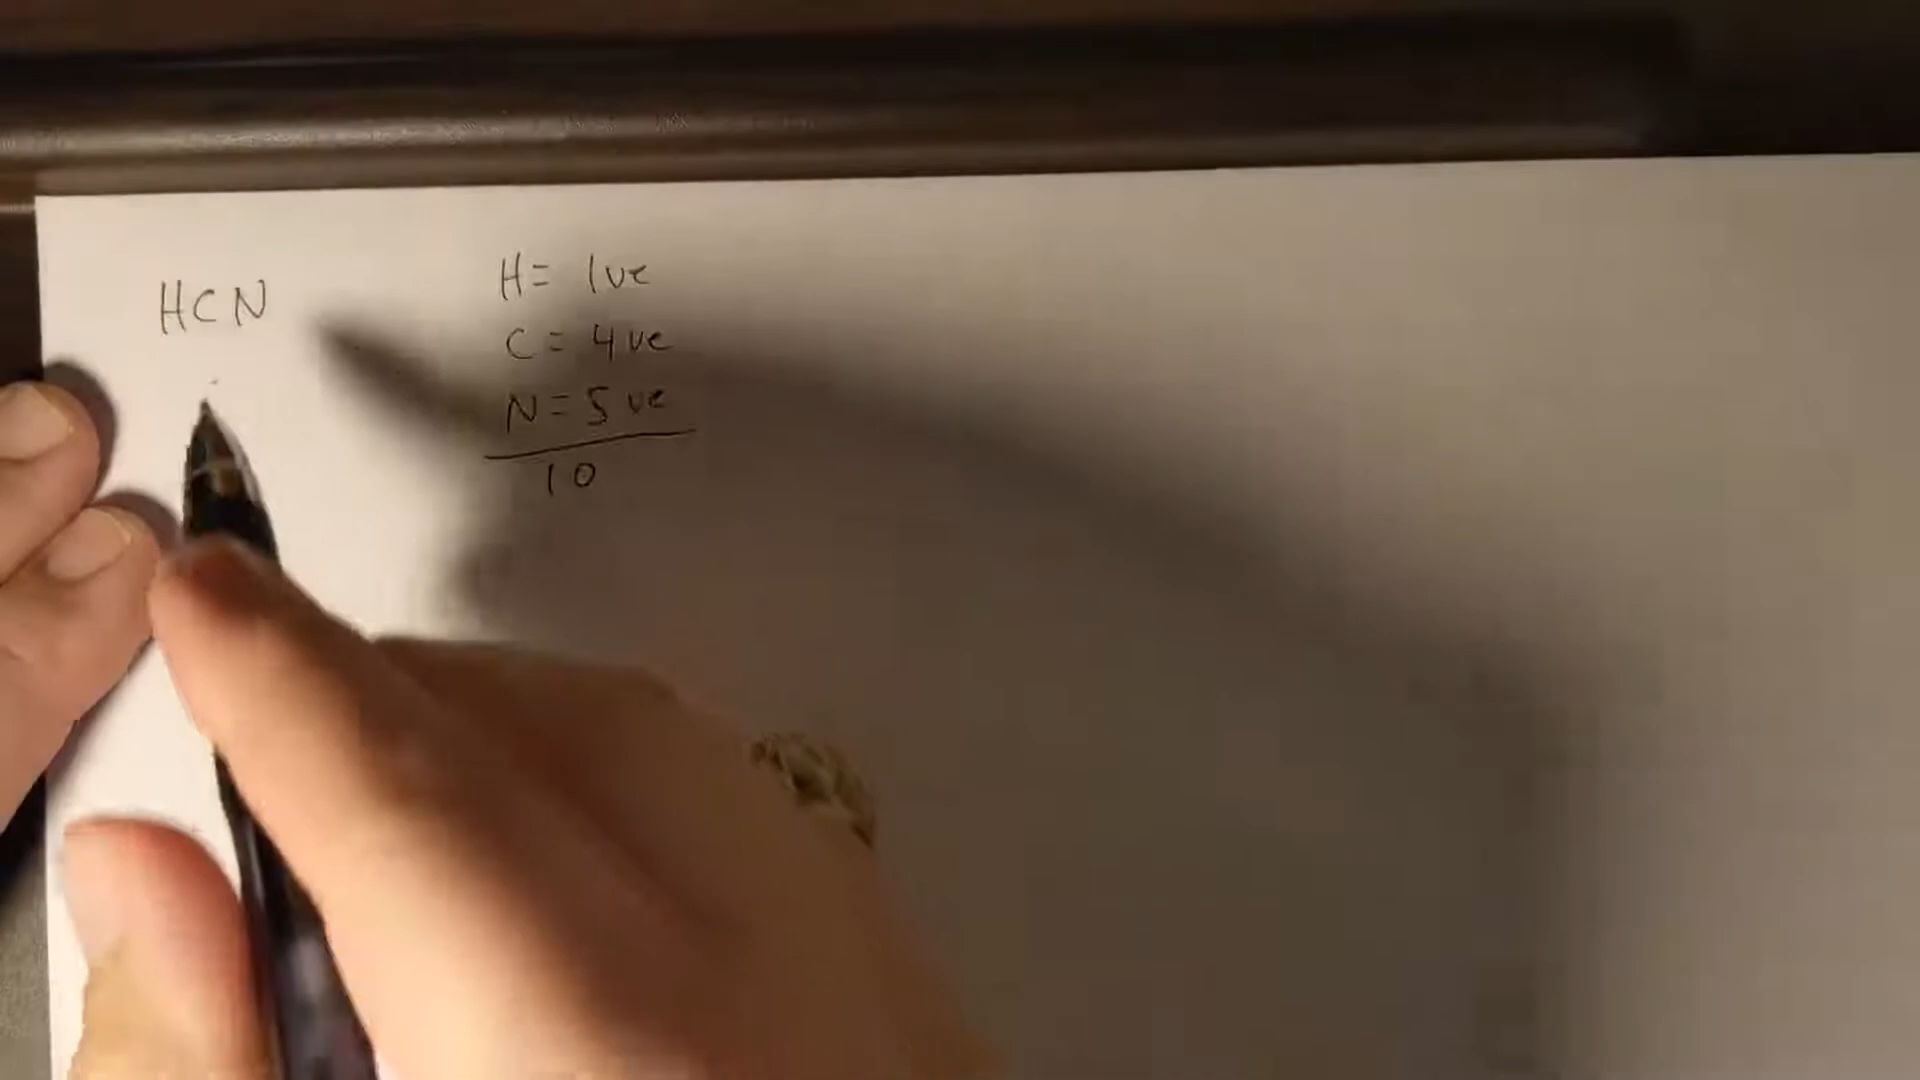 HCN
H = 1ve
C = 4ve
N = 5ve
10